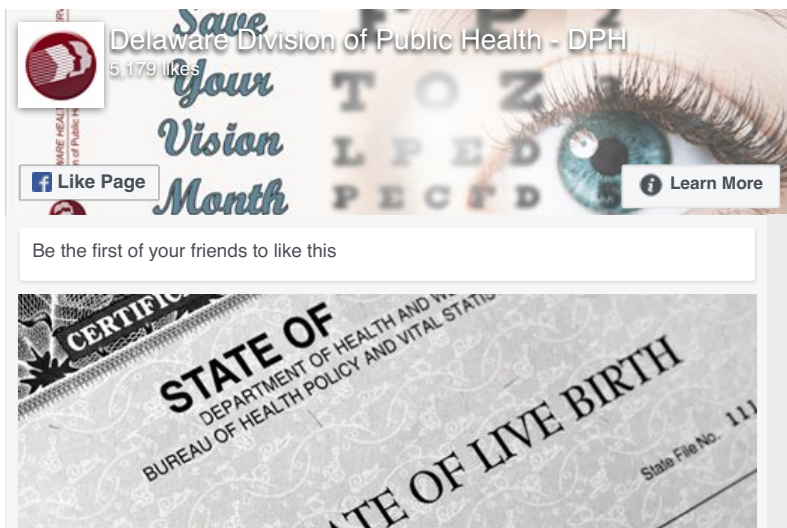 Save
Your
Vision
Month
Delaware Division of Public Health - DPH
5,179 likes
T O Z
L P E D
P E C F D
Like Page
Learn More
Be the first of your friends to like this
CERTIFIC
STATE OF
DEPARTMENT OF HEALTH AND W
BUREAU OF HEALTH POLICY AND VITAL STATIS
ATE OF LIVE BIRTH
State File No. 111